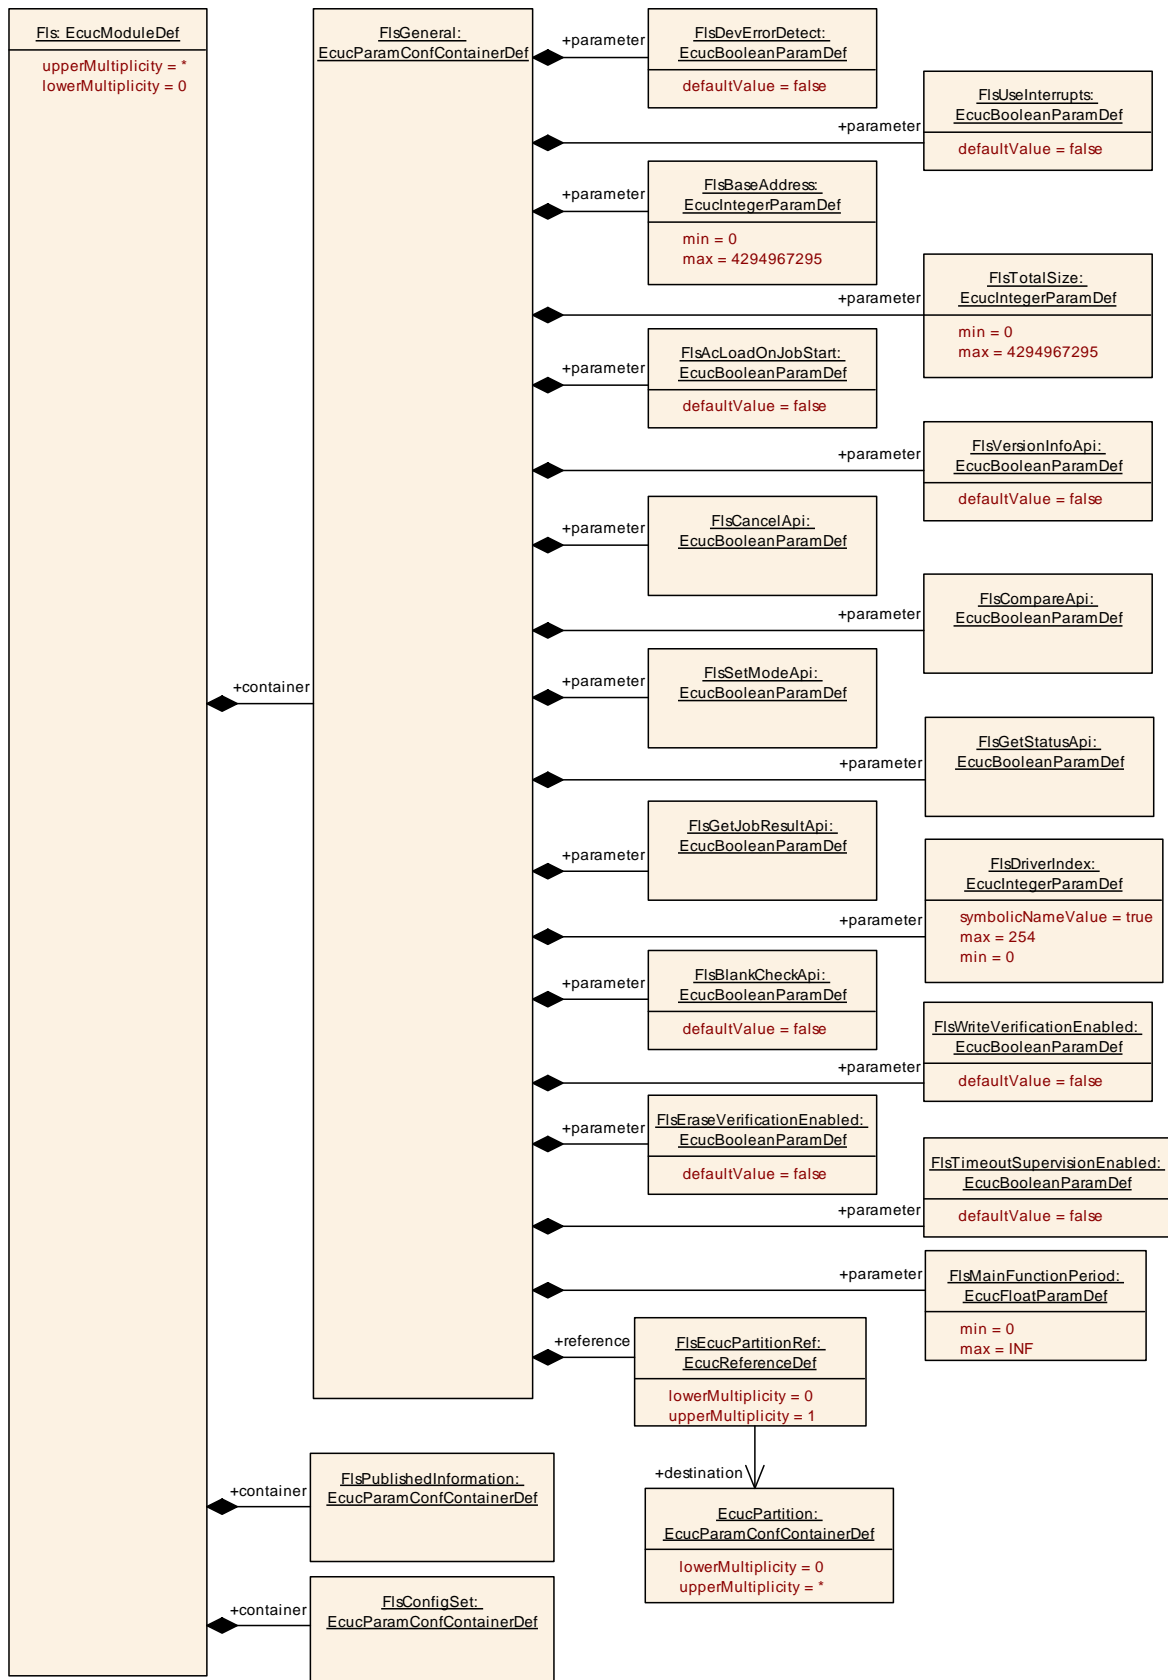 Fls: EcucModuleDef
upperMultiplicity = *
lowerMultiplicity = 0
+container
FlsGeneral:
EcucParamConfContainerDef
+parameter
FlsDevErrorDetect:
EcucBooleanParamDef
defaultValue = false
+parameter
FlsUseInterrupts:
EcucBooleanParamDef
defaultValue = false
+parameter
FlsBaseAddress:
EcucIntegerParamDef
min = 0
max = 4294967295
+parameter
FlsTotalSize:
EcucIntegerParamDef
min = 0
max = 4294967295
+parameter
FlsAcLoadOnJobStart:
EcucBooleanParamDef
defaultValue = false
+parameter
FlsVersionInfoApi:
EcucBooleanParamDef
defaultValue = false
+parameter
FlsCancelApi:
EcucBooleanParamDef
+parameter
FlsCompareApi:
EcucBooleanParamDef
+parameter
FlsSetModeApi:
EcucBooleanParamDef
+parameter
FlsGetStatusApi:
EcucBooleanParamDef
+parameter
FlsGetJobResultApi:
EcucBooleanParamDef
+parameter
FlsDriverIndex:
EcucIntegerParamDef
symbolicNameValue = true
max = 254
min = 0
+parameter
FlsBlankCheckApi:
EcucBooleanParamDef
defaultValue = false
+parameter
FlsWriteVerificationEnabled:
EcucBooleanParamDef
defaultValue = false
+parameter
FlsEraseVerificationEnabled:
EcucBooleanParamDef
defaultValue = false
+parameter
FlsTimeoutSupervisionEnabled:
EcucBooleanParamDef
defaultValue = false
+parameter
FlsMainFunctionPeriod:
EcucFloatParamDef
min = 0
max = INF
+reference
FlsEcucPartitionRef:
EcucReferenceDef
lowerMultiplicity = 0
upperMultiplicity = 1
+destination
EcucPartition:
EcucParamConfContainerDef
lowerMultiplicity = 0
upperMultiplicity = *
+container
FlsPublishedInformation:
EcucParamConfContainerDef
+container
FlsConfigSet:
EcucParamConfContainerDef